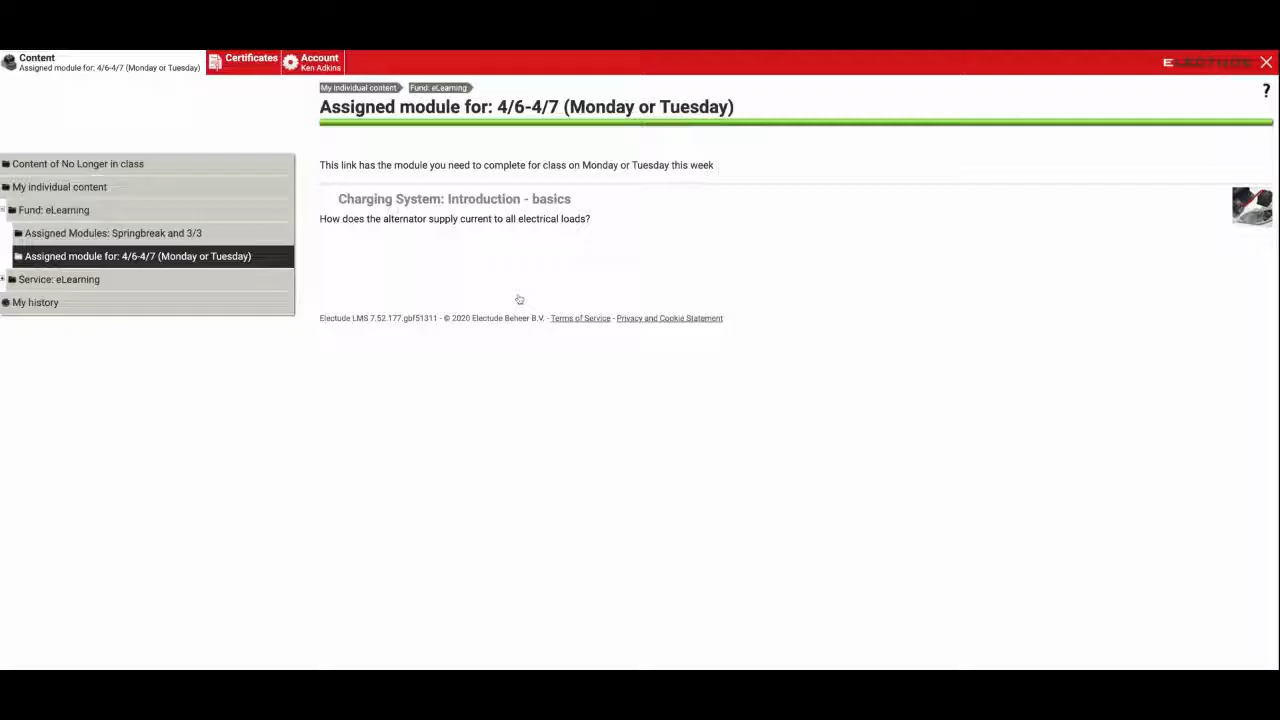 Content
Assigned module for: 4/6-4/7 (Monday or Tuesday)
Certificates
Account
Ken Adkins
ELECTUDE
My individual content
Fund: eLearning
?
Assigned module for: 4/6-4/7 (Monday or Tuesday)
This link has the module you need to complete for class on Monday or Tuesday this week
Content of No Longer in class
My individual content
Fund: eLearning
Assigned Modules: Springbreak and 3/3
Assigned module for: 4/6-4/7 (Monday or Tuesday)
Service: eLearning
My history
Charging System: Introduction - basics
How does the alternator supply current to all electrical loads?
Electude LMS 7.52.177.gbf51311 - © 2020 Electude Beheer B.V. - Terms of Service - Privacy and Cookie Statement